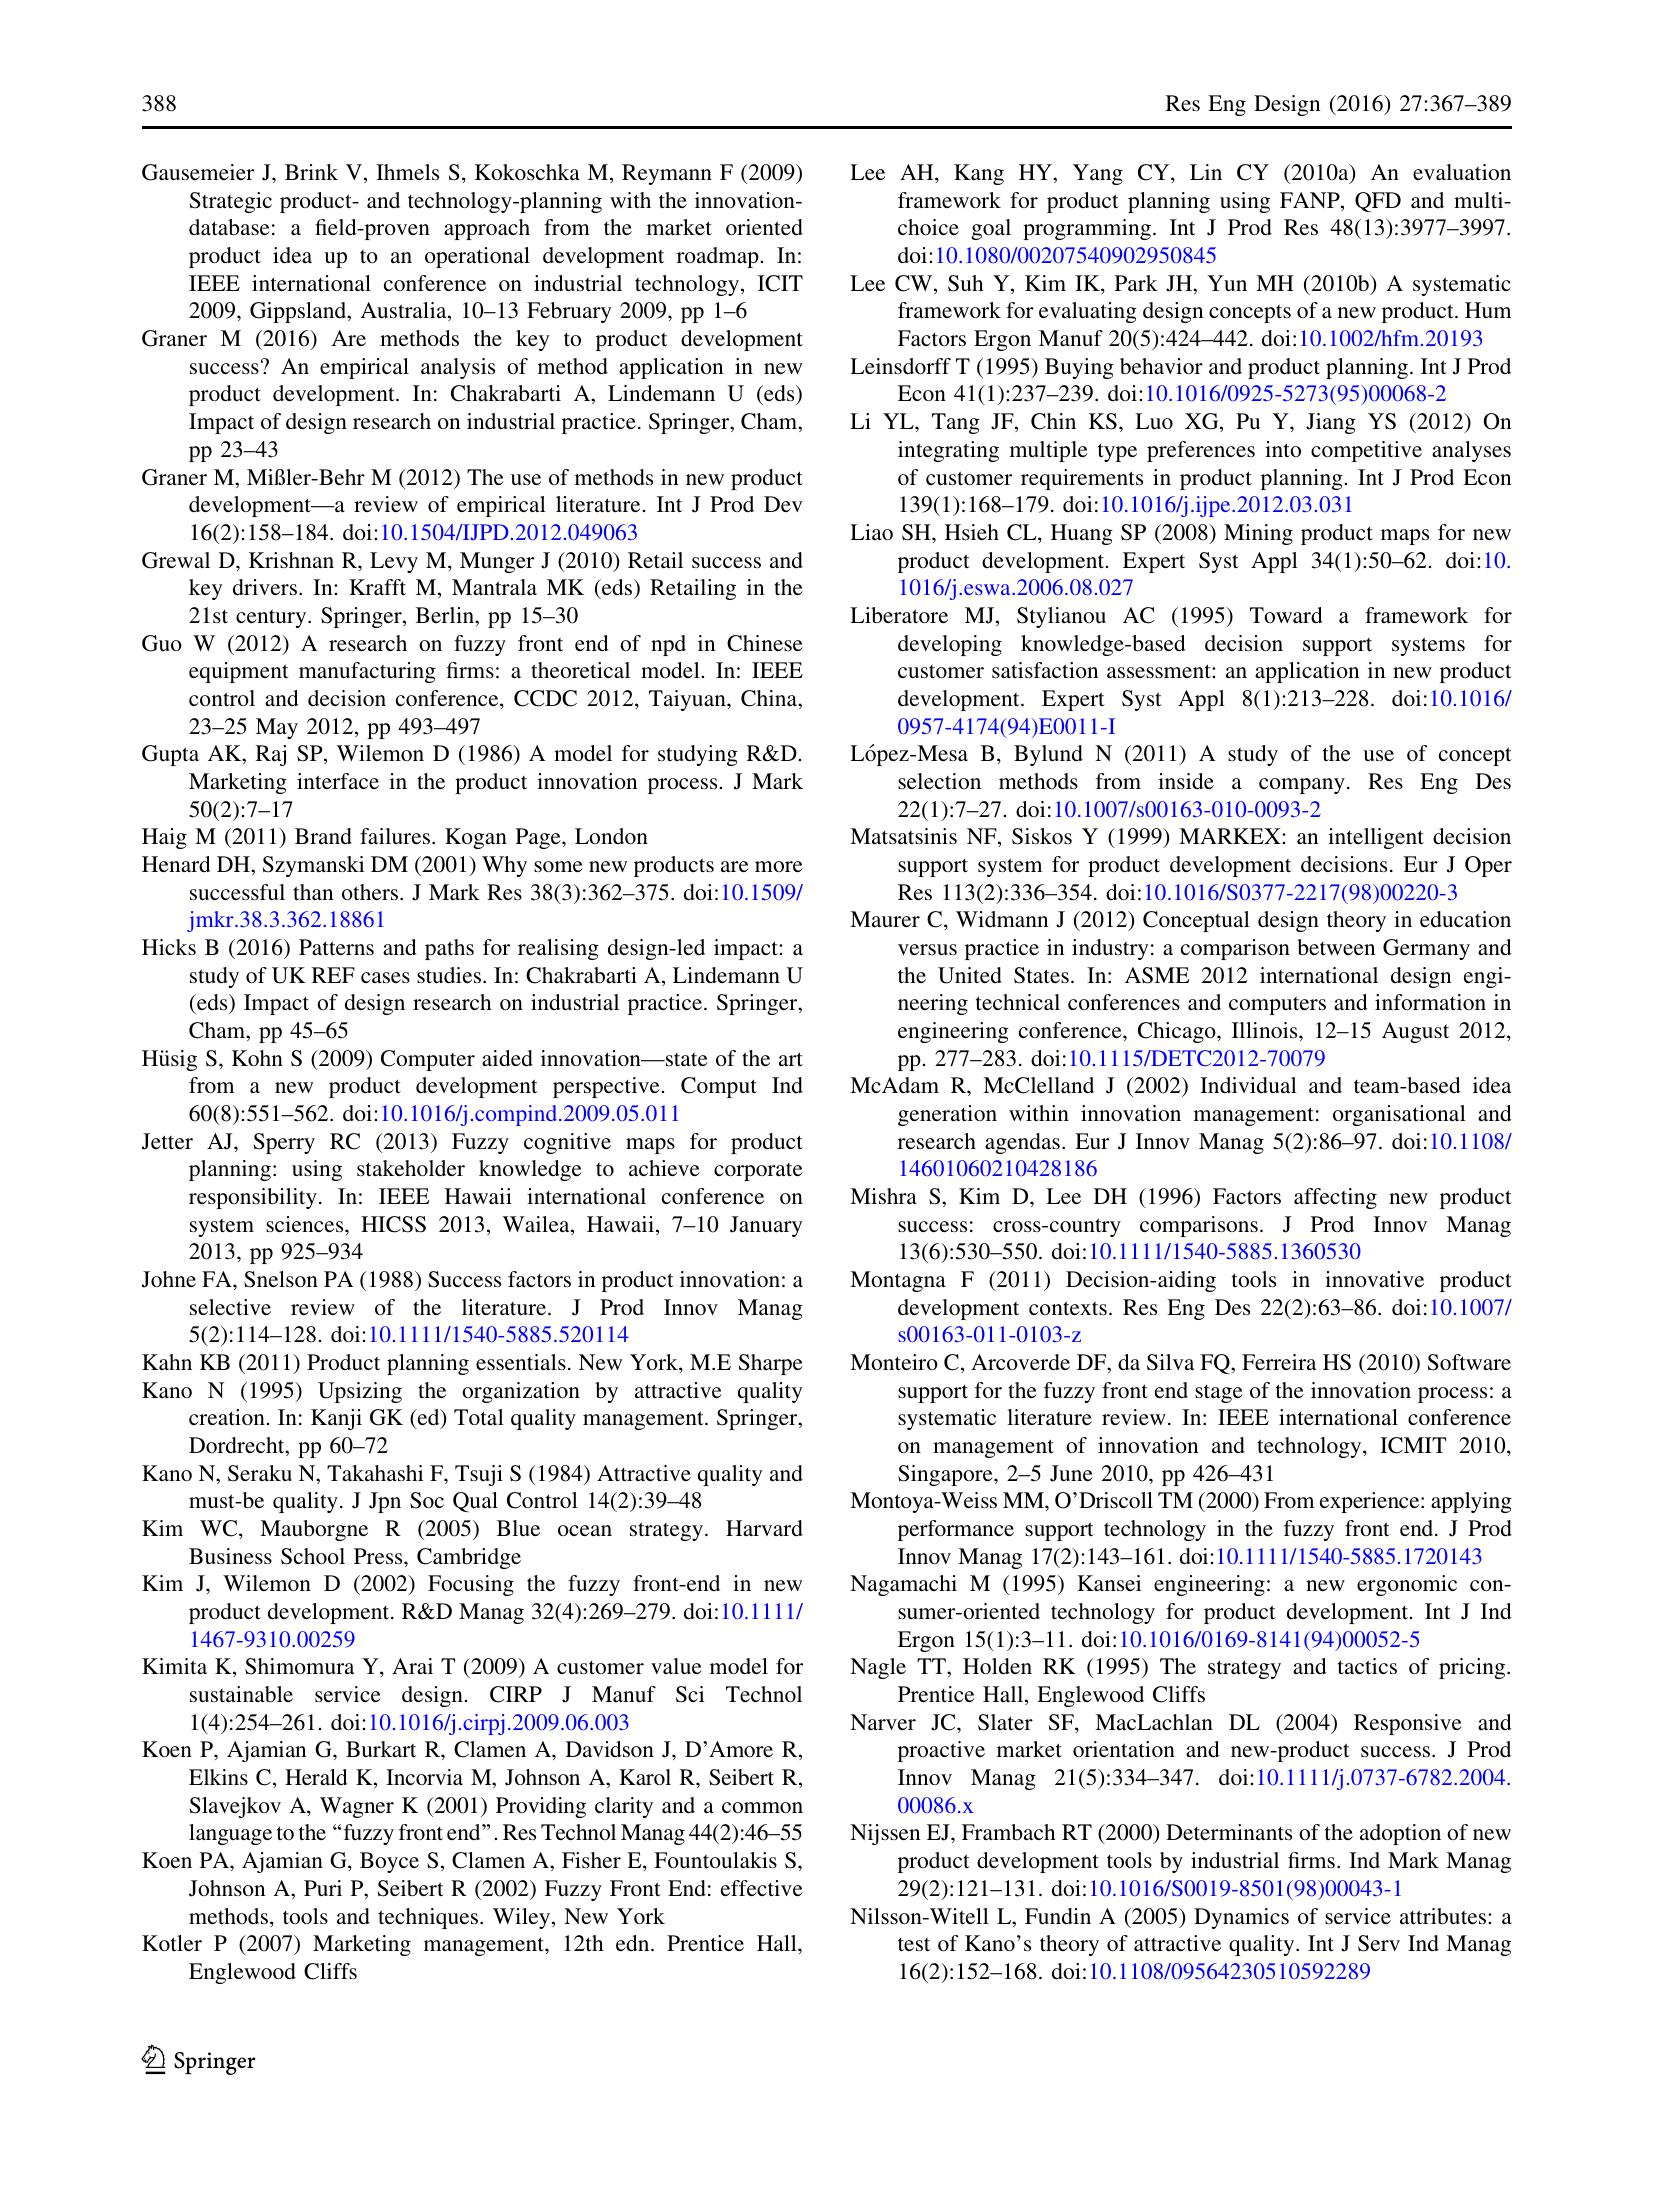 388
Res Eng Design (2016) 27:367–389
Gausemeier J, Brink V, Ihmels S, Kokoschka M, Reymann F (2009)
Strategic product- and technology-planning with the innovation-
database: a field-proven approach from the market oriented
product idea up to an operational development roadmap. In:
IEEE international conference on industrial technology, ICIT
2009, Gippsland, Australia, 10–13 February 2009, pp 1–6
Graner M (2016) Are methods the key to product development
success? An empirical analysis of method application in new
product development. In: Chakrabarti A, Lindemann U (eds)
Impact of design research on industrial practice. Springer, Cham,
pp 23–43
Graner M, Mißler-Behr M (2012) The use of methods in new product
development—a review of empirical literature. Int J Prod Dev
16(2):158–184. doi:10.1504/IJPD.2012.049063
Grewal D, Krishnan R, Levy M, Munger J (2010) Retail success and
key drivers. In: Krafft M, Mantrala MK (eds) Retailing in the
21st century. Springer, Berlin, pp 15–30
Guo W (2012) A research on fuzzy front end of npd in Chinese
equipment manufacturing firms: a theoretical model. In: IEEE
control and decision conference, CCDC 2012, Taiyuan, China,
23–25 May 2012, pp 493–497
Gupta AK, Raj SP, Wilemon D (1986) A model for studying R&D.
Marketing interface in the product innovation process. J Mark
50(2):7–17
Haig M (2011) Brand failures. Kogan Page, London
Henard DH, Szymanski DM (2001) Why some new products are more
successful than others. J Mark Res 38(3):362–375. doi:10.1509/
jmkr.38.3.362.18861
Hicks B (2016) Patterns and paths for realising design-led impact: a
study of UK REF cases studies. In: Chakrabarti A, Lindemann U
(eds) Impact of design research on industrial practice. Springer,
Cham, pp 45–65
Hüsig S, Kohn S (2009) Computer aided innovation—state of the art
from a new product development perspective. Comput Ind
60(8):551–562. doi:10.1016/j.compind.2009.05.011
Jetter AJ, Sperry RC (2013) Fuzzy cognitive maps for product
planning: using stakeholder knowledge to achieve corporate
responsibility. In: IEEE Hawaii international conference on
system sciences, HICSS 2013, Wailea, Hawaii, 7–10 January
2013, pp 925–934
Johne FA, Snelson PA (1988) Success factors in product innovation: a
selective review of the literature. J Prod Innov Manag
5(2):114–128. doi:10.1111/1540-5885.520114
Kahn KB (2011) Product planning essentials. New York, M.E Sharpe
Kano N (1995) Upsizing the organization by attractive quality
creation. In: Kanji GK (ed) Total quality management. Springer,
Dordrecht, pp 60–72
Kano N, Seraku N, Takahashi F, Tsuji S (1984) Attractive quality and
must-be quality. J Jpn Soc Qual Control 14(2):39–48
Kim WC, Mauborgne R (2005) Blue ocean strategy. Harvard
Business School Press, Cambridge
Kim J, Wilemon D (2002) Focusing the fuzzy front-end in new
product development. R&D Manag 32(4):269–279. doi:10.1111/
1467-9310.00259
Kimita K, Shimomura Y, Arai T (2009) A customer value model for
sustainable service design. CIRP J Manuf Sci Technol
1(4):254–261. doi:10.1016/j.cirpj.2009.06.003
Koen P, Ajamian G, Burkart R, Clamen A, Davidson J, D’Amore R,
Elkins C, Herald K, Incorvia M, Johnson A, Karol R, Seibert R,
Slavejkov A, Wagner K (2001) Providing clarity and a common
language to the “fuzzy front end”. Res Technol Manag 44(2):46–55
Koen PA, Ajamian G, Boyce S, Clamen A, Fisher E, Fountoulakis S,
Johnson A, Puri P, Seibert R (2002) Fuzzy Front End: effective
methods, tools and techniques. Wiley, New York
Kotler P (2007) Marketing management, 12th edn. Prentice Hall,
Englewood Cliffs
Lee AH, Kang HY, Yang CY, Lin CY (2010a) An evaluation
framework for product planning using FANP, QFD and multi-
choice goal programming. Int J Prod Res 48(13):3977–3997.
doi:10.1080/00207540902950845
Lee CW, Suh Y, Kim IK, Park JH, Yun MH (2010b) A systematic
framework for evaluating design concepts of a new product. Hum
Factors Ergon Manuf 20(5):424–442. doi:10.1002/hfm.20193
Leinsdorff T (1995) Buying behavior and product planning. Int J Prod
Econ 41(1):237–239. doi:10.1016/0925-5273(95)00068-2
Li YL, Tang JF, Chin KS, Luo XG, Pu Y, Jiang YS (2012) On
integrating multiple type preferences into competitive analyses
of customer requirements in product planning. Int J Prod Econ
139(1):168–179. doi:10.1016/j.ijpe.2012.03.031
Liao SH, Hsieh CL, Huang SP (2008) Mining product maps for new
product development. Expert Syst Appl 34(1):50–62. doi:10.
1016/j.eswa.2006.08.027
Liberatore MJ, Stylianou AC (1995) Toward a framework for
developing knowledge-based decision support systems for
customer satisfaction assessment: an application in new product
development. Expert Syst Appl 8(1):213–228. doi:10.1016/
0957-4174(94)E0011-I
López-Mesa B, Bylund N (2011) A study of the use of concept
selection methods from inside a company. Res Eng Des
22(1):7–27. doi:10.1007/s00163-010-0093-2
Matsatsinis NF, Siskos Y (1999) MARKEX: an intelligent decision
support system for product development decisions. Eur J Oper
Res 113(2):336–354. doi:10.1016/S0377-2217(98)00220-3
Maurer C, Widmann J (2012) Conceptual design theory in education
versus practice in industry: a comparison between Germany and
the United States. In: ASME 2012 international design engi-
neering technical conferences and computers and information in
engineering conference, Chicago, Illinois, 12–15 August 2012,
pp. 277–283. doi:10.1115/DETC2012-70079
McAdam R, McClelland J (2002) Individual and team-based idea
generation within innovation management: organisational and
research agendas. Eur J Innov Manag 5(2):86–97. doi:10.1108/
14601060210428186
Mishra S, Kim D, Lee DH (1996) Factors affecting new product
success: cross-country comparisons. J Prod Innov Manag
13(6):530–550. doi:10.1111/1540-5885.1360530
Montagna F (2011) Decision-aiding tools in innovative product
development contexts. Res Eng Des 22(2):63–86. doi:10.1007/
s00163-011-0103-z
Monteiro C, Arcoverde DF, da Silva FQ, Ferreira HS (2010) Software
support for the fuzzy front end stage of the innovation process: a
systematic literature review. In: IEEE international conference
on management of innovation and technology, ICMIT 2010,
Singapore, 2–5 June 2010, pp 426–431
Montoya-Weiss MM, O’Driscoll TM (2000) From experience: applying
performance support technology in the fuzzy front end. J Prod
Innov Manag 17(2):143–161. doi:10.1111/1540-5885.1720143
Nagamachi M (1995) Kansei engineering: a new ergonomic con-
sumer-oriented technology for product development. Int J Ind
Ergon 15(1):3–11. doi:10.1016/0169-8141(94)00052-5
Nagle TT, Holden RK (1995) The strategy and tactics of pricing.
Prentice Hall, Englewood Cliffs
Narver JC, Slater SF, MacLachlan DL (2004) Responsive and
proactive market orientation and new-product success. J Prod
Innov Manag 21(5):334–347. doi:10.1111/j.0737-6782.2004.
00086.x
Nijssen EJ, Frambach RT (2000) Determinants of the adoption of new
product development tools by industrial firms. Ind Mark Manag
29(2):121–131. doi:10.1016/S0019-8501(98)00043-1
Nilsson-Witell L, Fundin A (2005) Dynamics of service attributes: a
test of Kano’s theory of attractive quality. Int J Serv Ind Manag
16(2):152–168. doi:10.1108/09564230510592289
Springer